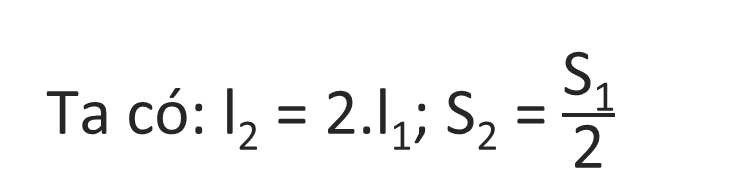 Ta có: l₂ = 2.l₁; S₂ = S₁/2